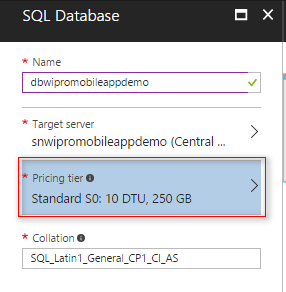 SQL Database
* Name
dbwipromobileappdemo
* Target server
snwipromobileappdemo (Central ...
* Pricing tier
Standard S0: 10 DTU, 250 GB
* Collation
SQL_Latin1_General_CP1_CI_AS